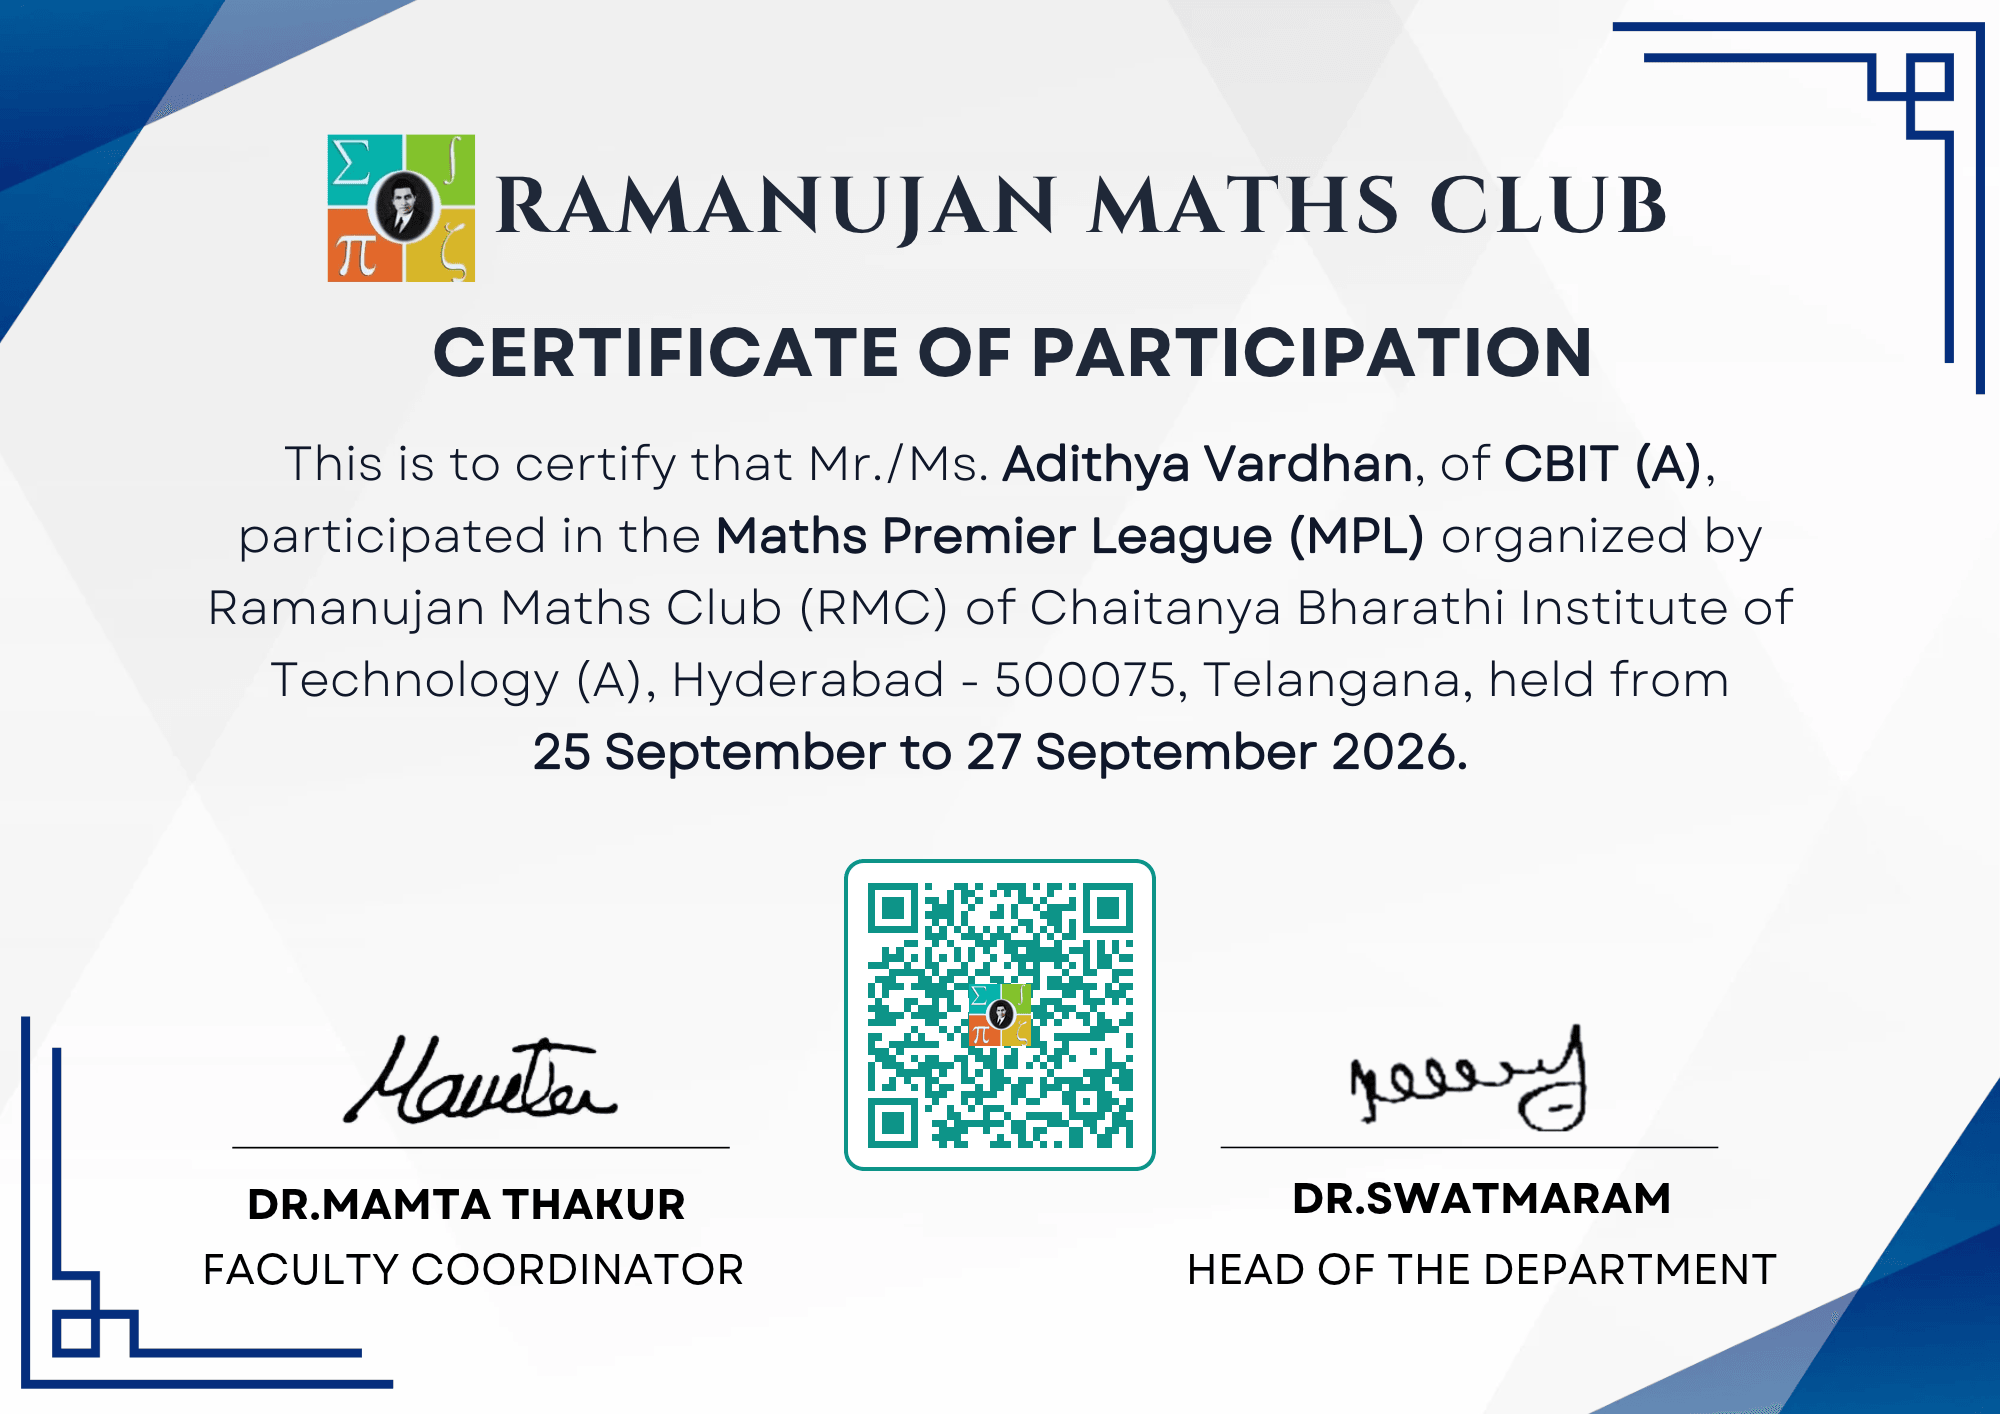 Σ ∫
π ζ
RAMANUJAN MATHS CLUB
CERTIFICATE OF PARTICIPATION
This is to certify that Mr./Ms. Adithya Vardhan, of CBIT (A),
participated in the Maths Premier League (MPL) organized by
Ramanujan Maths Club (RMC) of Chaitanya Bharathi Institute of
Technology (A), Hyderabad - 500075, Telangana, held from
25 September to 27 September 2026.
Σ ∫
π ζ
DR.MAMTA THAKUR
FACULTY COORDINATOR
DR.SWATMARAM
HEAD OF THE DEPARTMENT